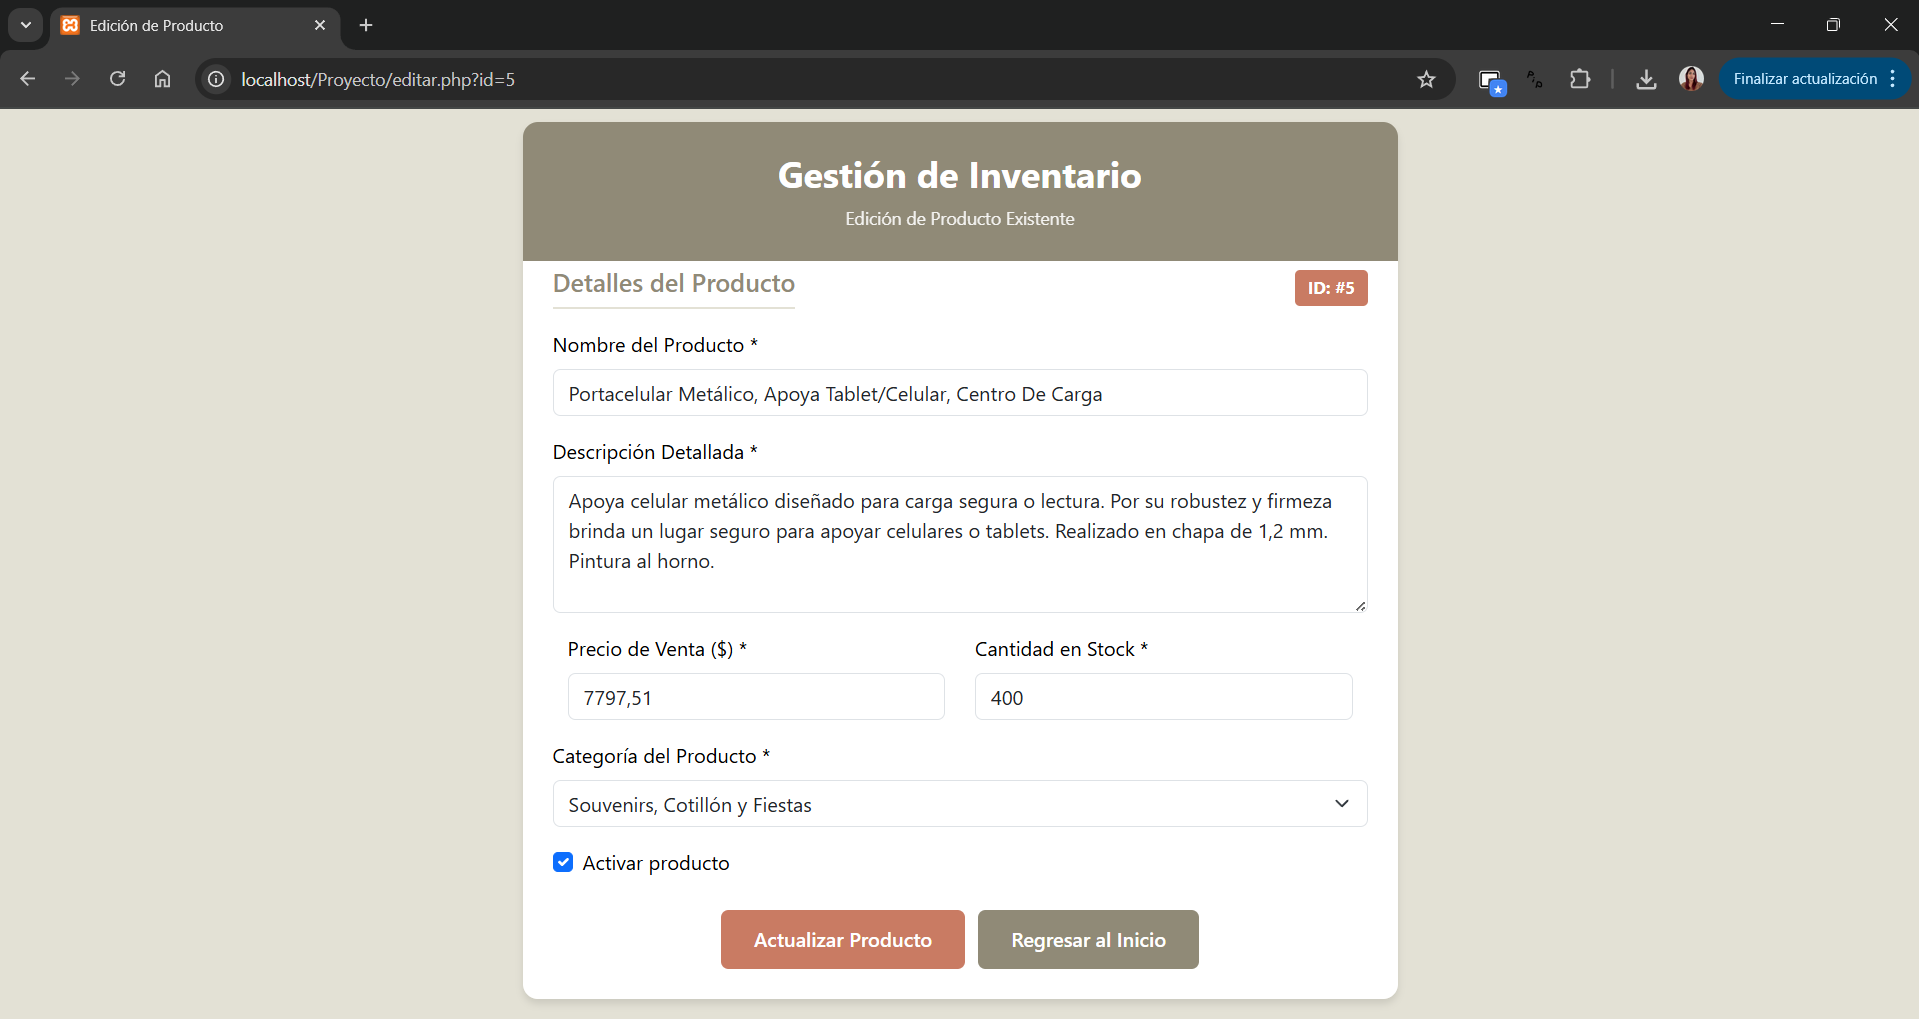 Edición de Producto
localhost/Proyecto/editar.php?id=5
Finalizar actualización
Gestión de Inventario
Edición de Producto Existente
Detalles del Producto
ID: #5
Nombre del Producto *
Portacelular Metálico, Apoya Tablet/Celular, Centro De Carga
Descripción Detallada *
Apoya celular metálico diseñado para carga segura o lectura. Por su robustez y firmeza
brinda un lugar seguro para apoyar celulares o tablets. Realizado en chapa de 1,2 mm.
Pintura al horno.
Precio de Venta ($) *
Cantidad en Stock *
7797,51
400
Categoría del Producto *
Souvenirs, Cotillón y Fiestas
Activar producto
Actualizar Producto
Regresar al Inicio